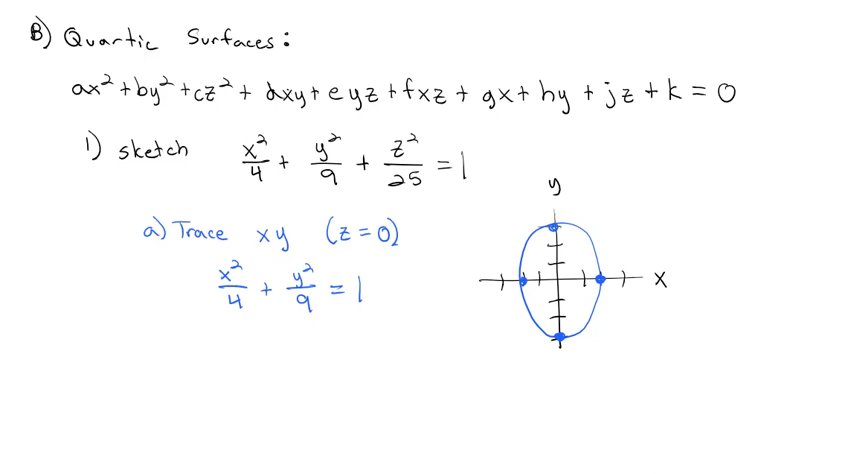 B) Quartic Surfaces:
ax² + by² + cz² + dxy + eyz + fxz + gx + hy + jz + k = 0
1) sketch x²/4 + y²/9 + z²/25 = 1
a) Trace xy (z = 0)
x²/4 + y²/9 = 1
y
x